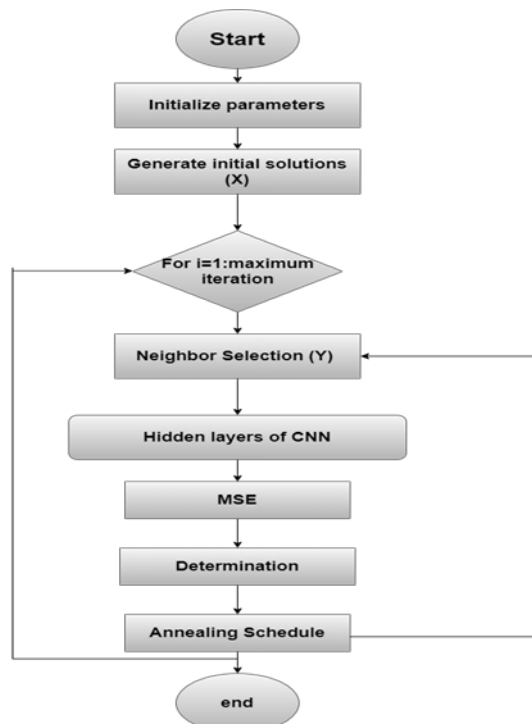 Start
Initialize parameters
Generate initial solutions
(X)
For i=1:maximum
iteration
Neighbor Selection (Y)
Hidden layers of CNN
MSE
Determination
Annealing Schedule
end